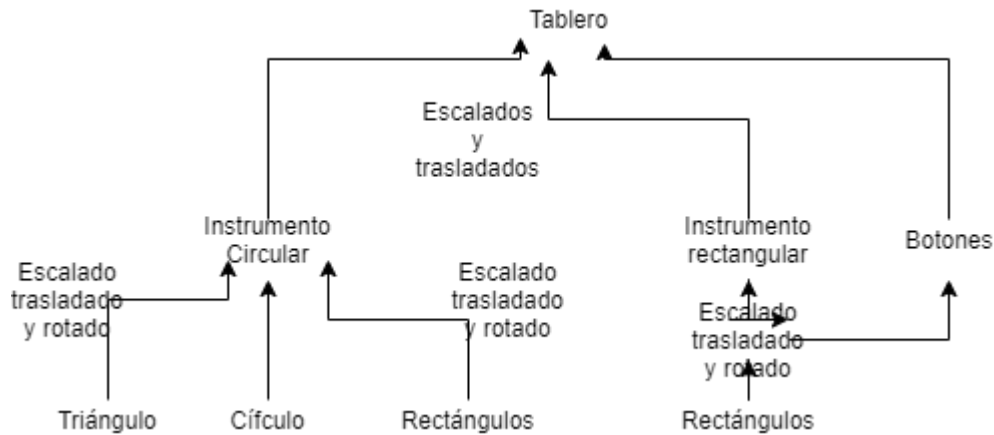 Tablero
Escalados
y
trasladados
Instrumento
Circular
Instrumento
rectangular
Botones
Escalado
trasladado
y rotado
Escalado
trasladado
y rotado
Escalado
trasladado
y rotado
Triángulo
Cífculo
Rectángulos
Rectángulos